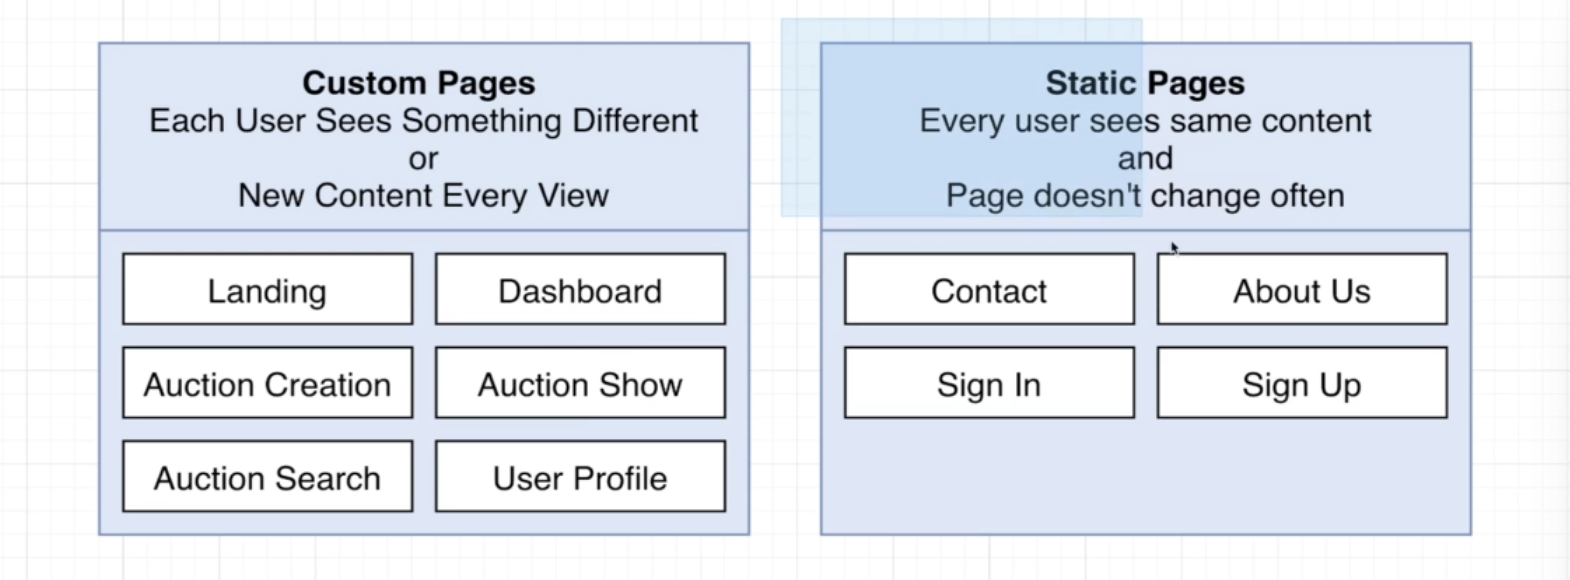 Custom Pages
Each User Sees Something Different
or
New Content Every View
Landing
Dashboard
Auction Creation
Auction Show
Auction Search
User Profile
Static Pages
Every user sees same content
and
Page doesn't change often
Contact
About Us
Sign In
Sign Up